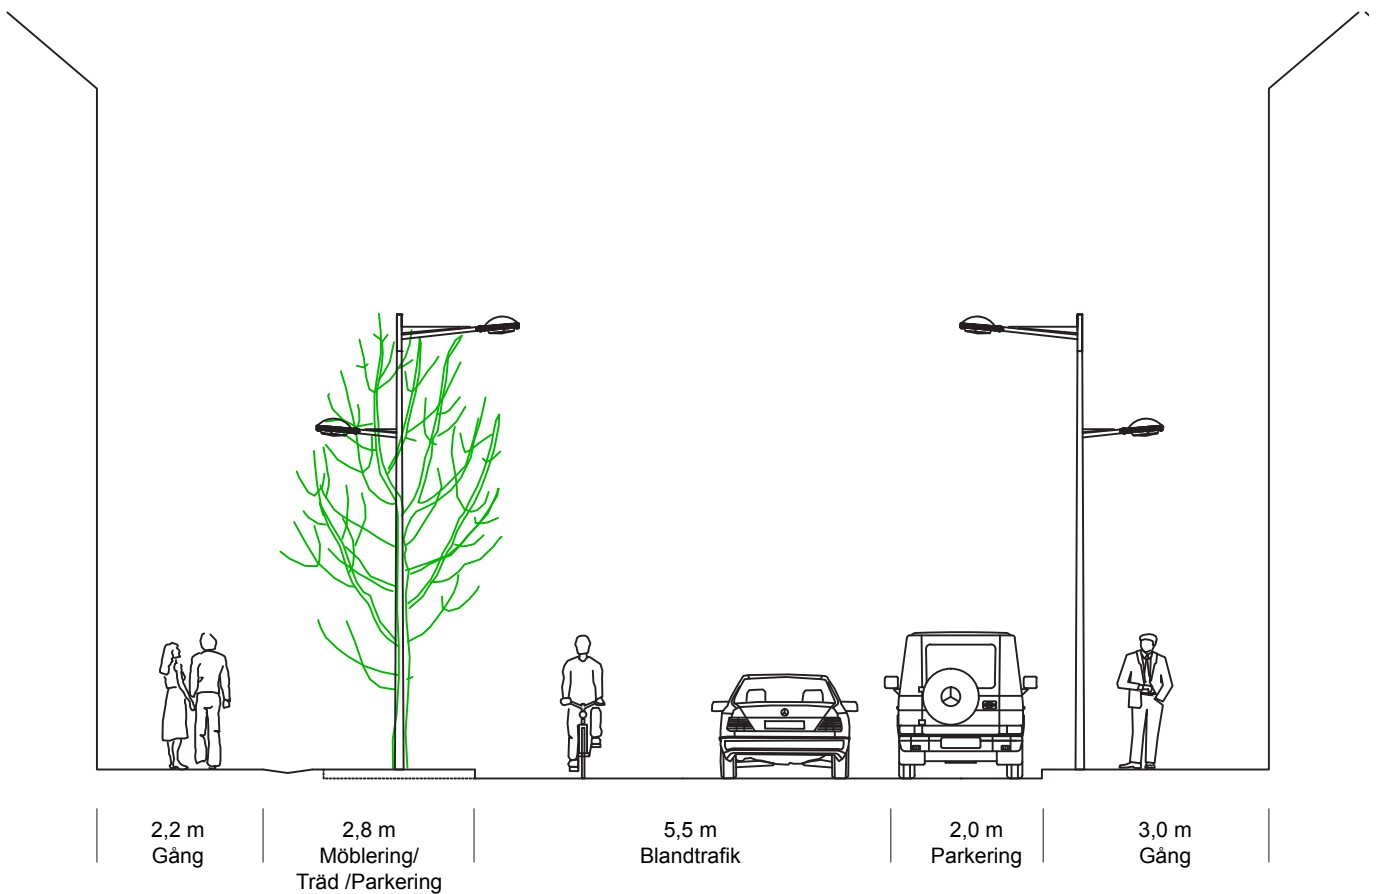 2,2 m
Gång
2,8 m
Möblering/
Träd /Parkering
5,5 m
Blandtrafik
2,0 m
Parkering
3,0 m
Gång